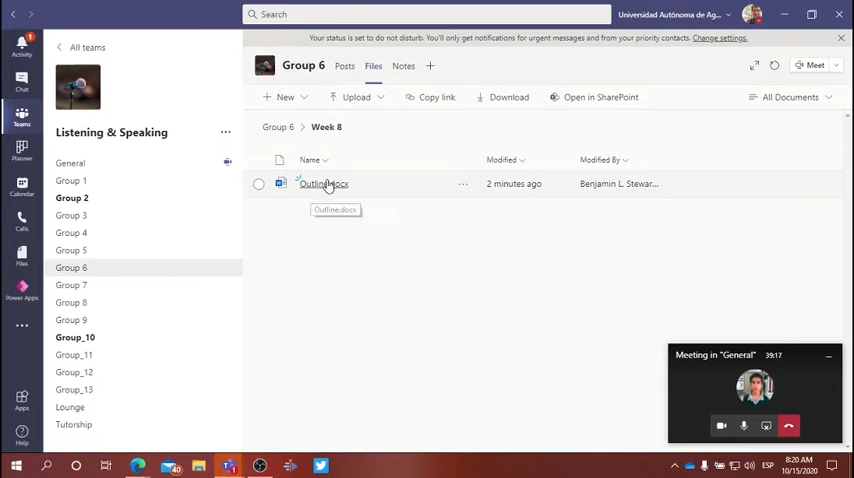 Search
Universidad Autónoma de Ag...
Your status is set to do not disturb. You'll only get notifications for urgent messages and from your priority contacts. Change settings.
1
Activity
Chat
Teams
Planner
Calendar
Calls
Files
Power Apps
Apps
Help
All teams
Listening & Speaking
General
Group 1
Group 2
Group 3
Group 4
Group 5
Group 6
Group 7
Group 8
Group 9
Group_10
Group_11
Group_12
Group_13
Lounge
Tutorship
Group 6 Posts Files Notes
Meet
New Upload Copy link Download Open in SharePoint All Documents
Group 6 Week 8
Name Modified Modified By
Outline.docx 2 minutes ago Benjamin L. Stewar...
Outline.docx
Meeting in "General" 39:17
40
ESP
8:20 AM
10/15/2020